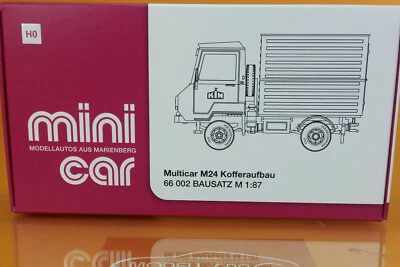 H0
mini
MODELLAUTOS AUS MARIENBERG
car
Multicar M24 Kofferaufbau
66 002 BAUSATZ M 1:87